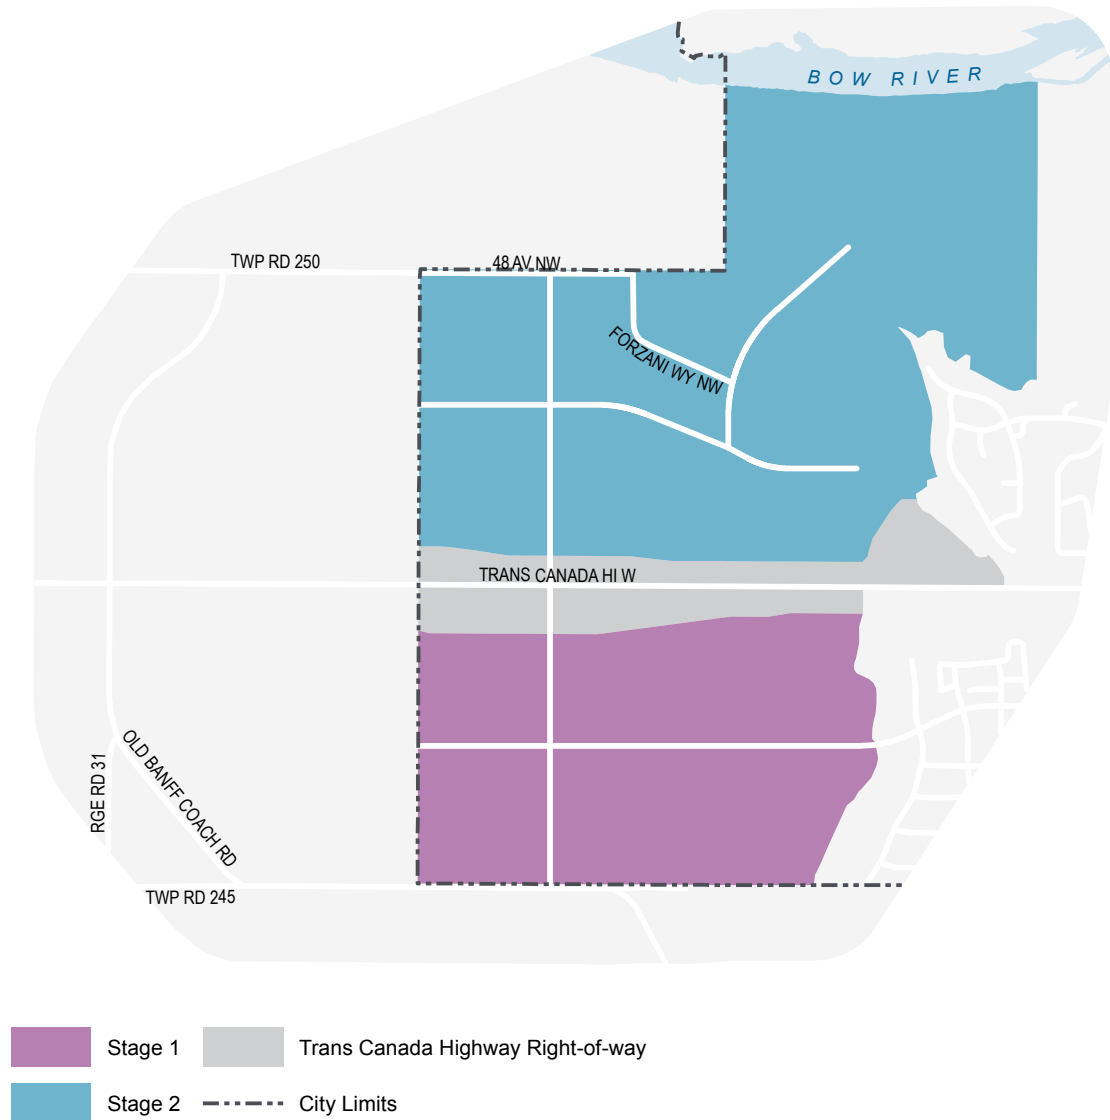 BOW RIVER
TWP RD 250
48 AV NW
FORZANI WY NW
TRANS CANADA HI W
OLD BANFF COACH RD
RGE RD 31
TWP RD 245
Stage 1
Trans Canada Highway Right-of-way
Stage 2
City Limits